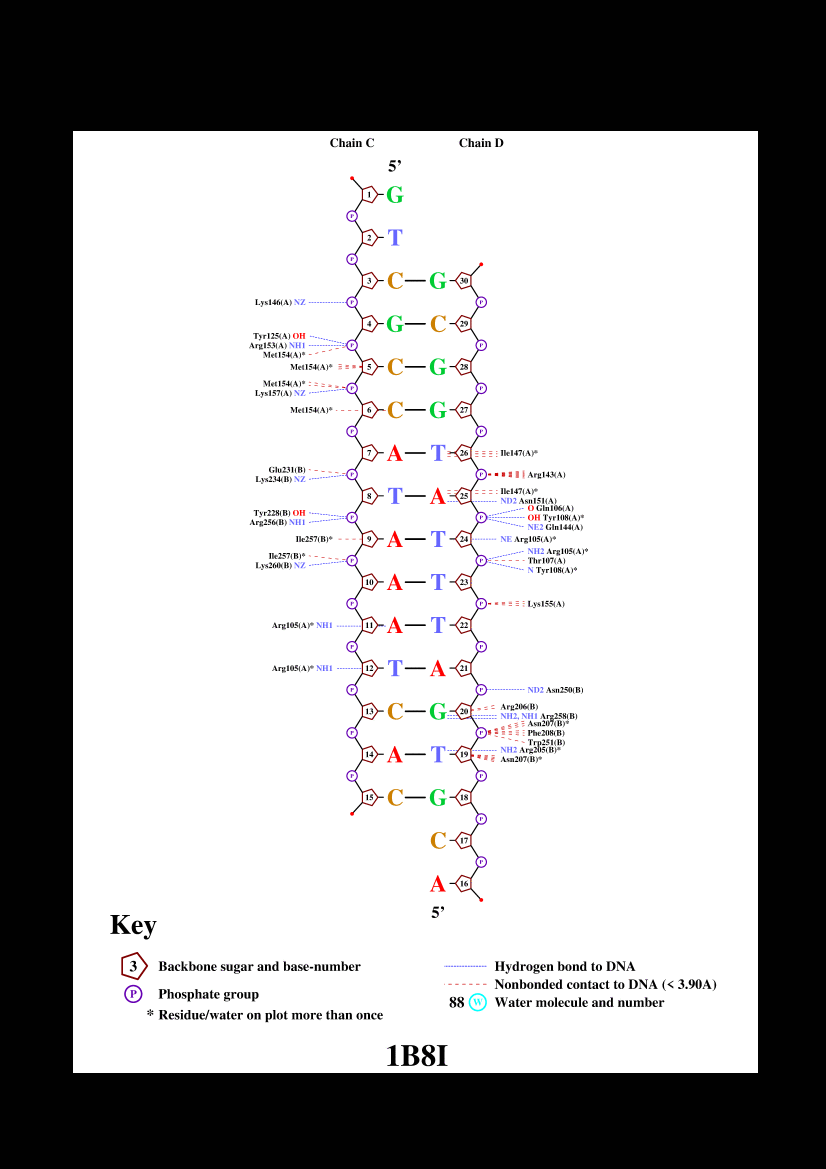 Chain C Chain D
5’
1 G
P
2 T
P
3 C G 30
Lys146(A) NZ P P
4 G C 29
Tyr125(A) OH
Arg153(A) NH1 P P
Met154(A)*
Met154(A)* 5 C G 28
Met154(A)*
Lys157(A) NZ P P
Met154(A)* 6 C G 27
P P
7 A T 26 Ile147(A)*
Glu231(B)
Lys234(B) NZ P P Arg143(A)
8 T A 25 Ile147(A)*
ND2 Asn151(A)
O Gln106(A)
Tyr228(B) OH
Arg256(B) NH1 P P OH Tyr108(A)*
NE2 Gln144(A)
Ile257(B)* 9 A T 24 NE Arg105(A)*
NH2 Arg105(A)*
Ile257(B)*
Lys260(B) NZ P P Thr107(A)
N Tyr108(A)*
10 A T 23
P P Lys155(A)
Arg105(A)* NH1 11 A T 22
P P
Arg105(A)* NH1 12 T A 21
P P ND2 Asn250(B)
13 C G 20 Arg206(B)
NH2, NH1 Arg258(B)
Asn207(B)*
P P Phe208(B)
Trp251(B)
14 A T 19 NH2 Arg205(B)*
Asn207(B)*
P P
15 C G 18
P
C 17
P
A 16
5’
Key
3 Backbone sugar and base-number
P Phosphate group
* Residue/water on plot more than once
Hydrogen bond to DNA
Nonbonded contact to DNA (< 3.90A)
88 W Water molecule and number
1B8I